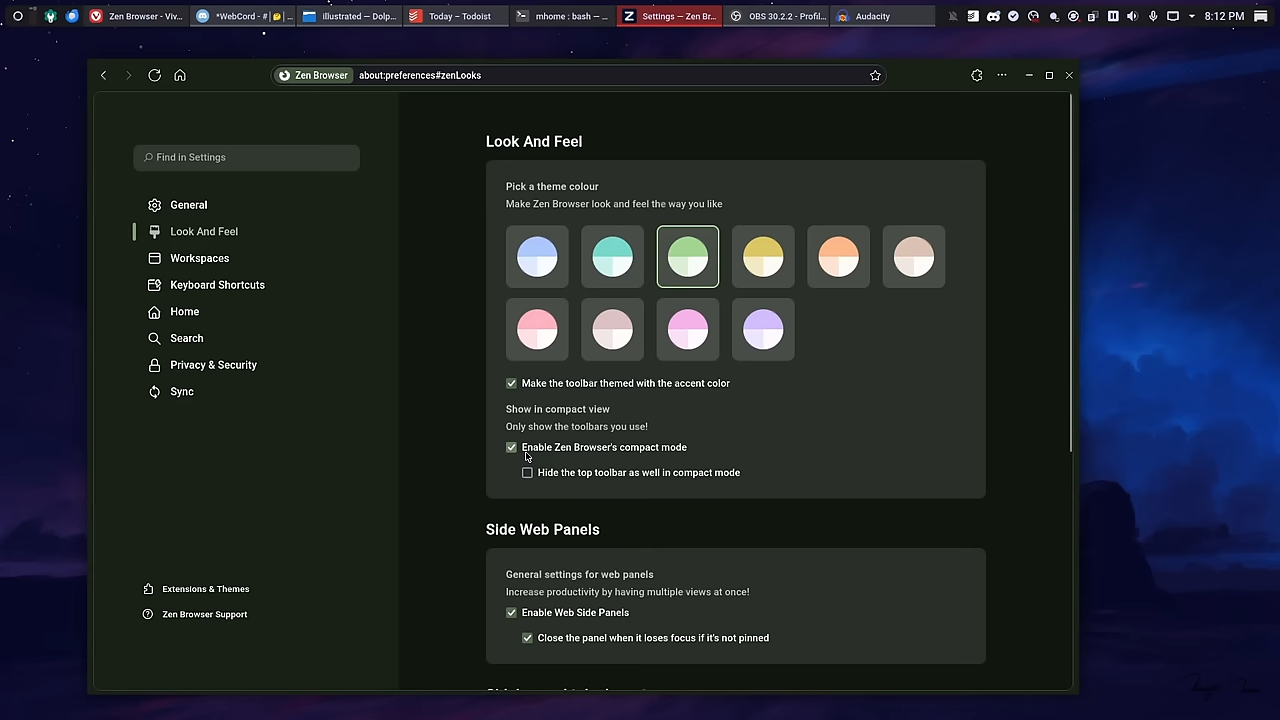 Zen Browser - Viv...
*WebCord - # | 🤔 | ...
illustrated — Dolp...
Today – Todoist
mhome : bash — ...
Settings — Zen Br...
OBS 30.2.2 - Profil...
Audacity
8:12 PM
Zen Browser
about:preferences#zenLooks
Find in Settings
General
Look And Feel
Workspaces
Keyboard Shortcuts
Home
Search
Privacy & Security
Sync
Extensions & Themes
Zen Browser Support
Look And Feel
Pick a theme colour
Make Zen Browser look and feel the way you like
Make the toolbar themed with the accent color
Show in compact view
Only show the toolbars you use!
Enable Zen Browser's compact mode
Hide the top toolbar as well in compact mode
Side Web Panels
General settings for web panels
Increase productivity by having multiple views at once!
Enable Web Side Panels
Close the panel when it loses focus if it's not pinned